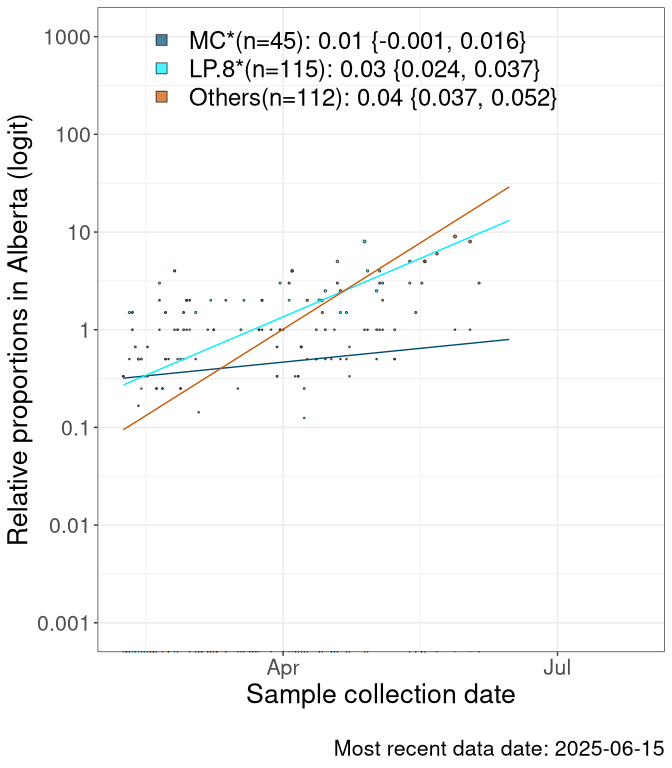 MC*(n=45): 0.01 {-0.001, 0.016}
LP.8*(n=115): 0.03 {0.024, 0.037}
Others(n=112): 0.04 {0.037, 0.052}
Relative proportions in Alberta (logit)
1000
100
10
1
0.1
0.01
0.001
Apr
Jul
Sample collection date
Most recent data date: 2025-06-15